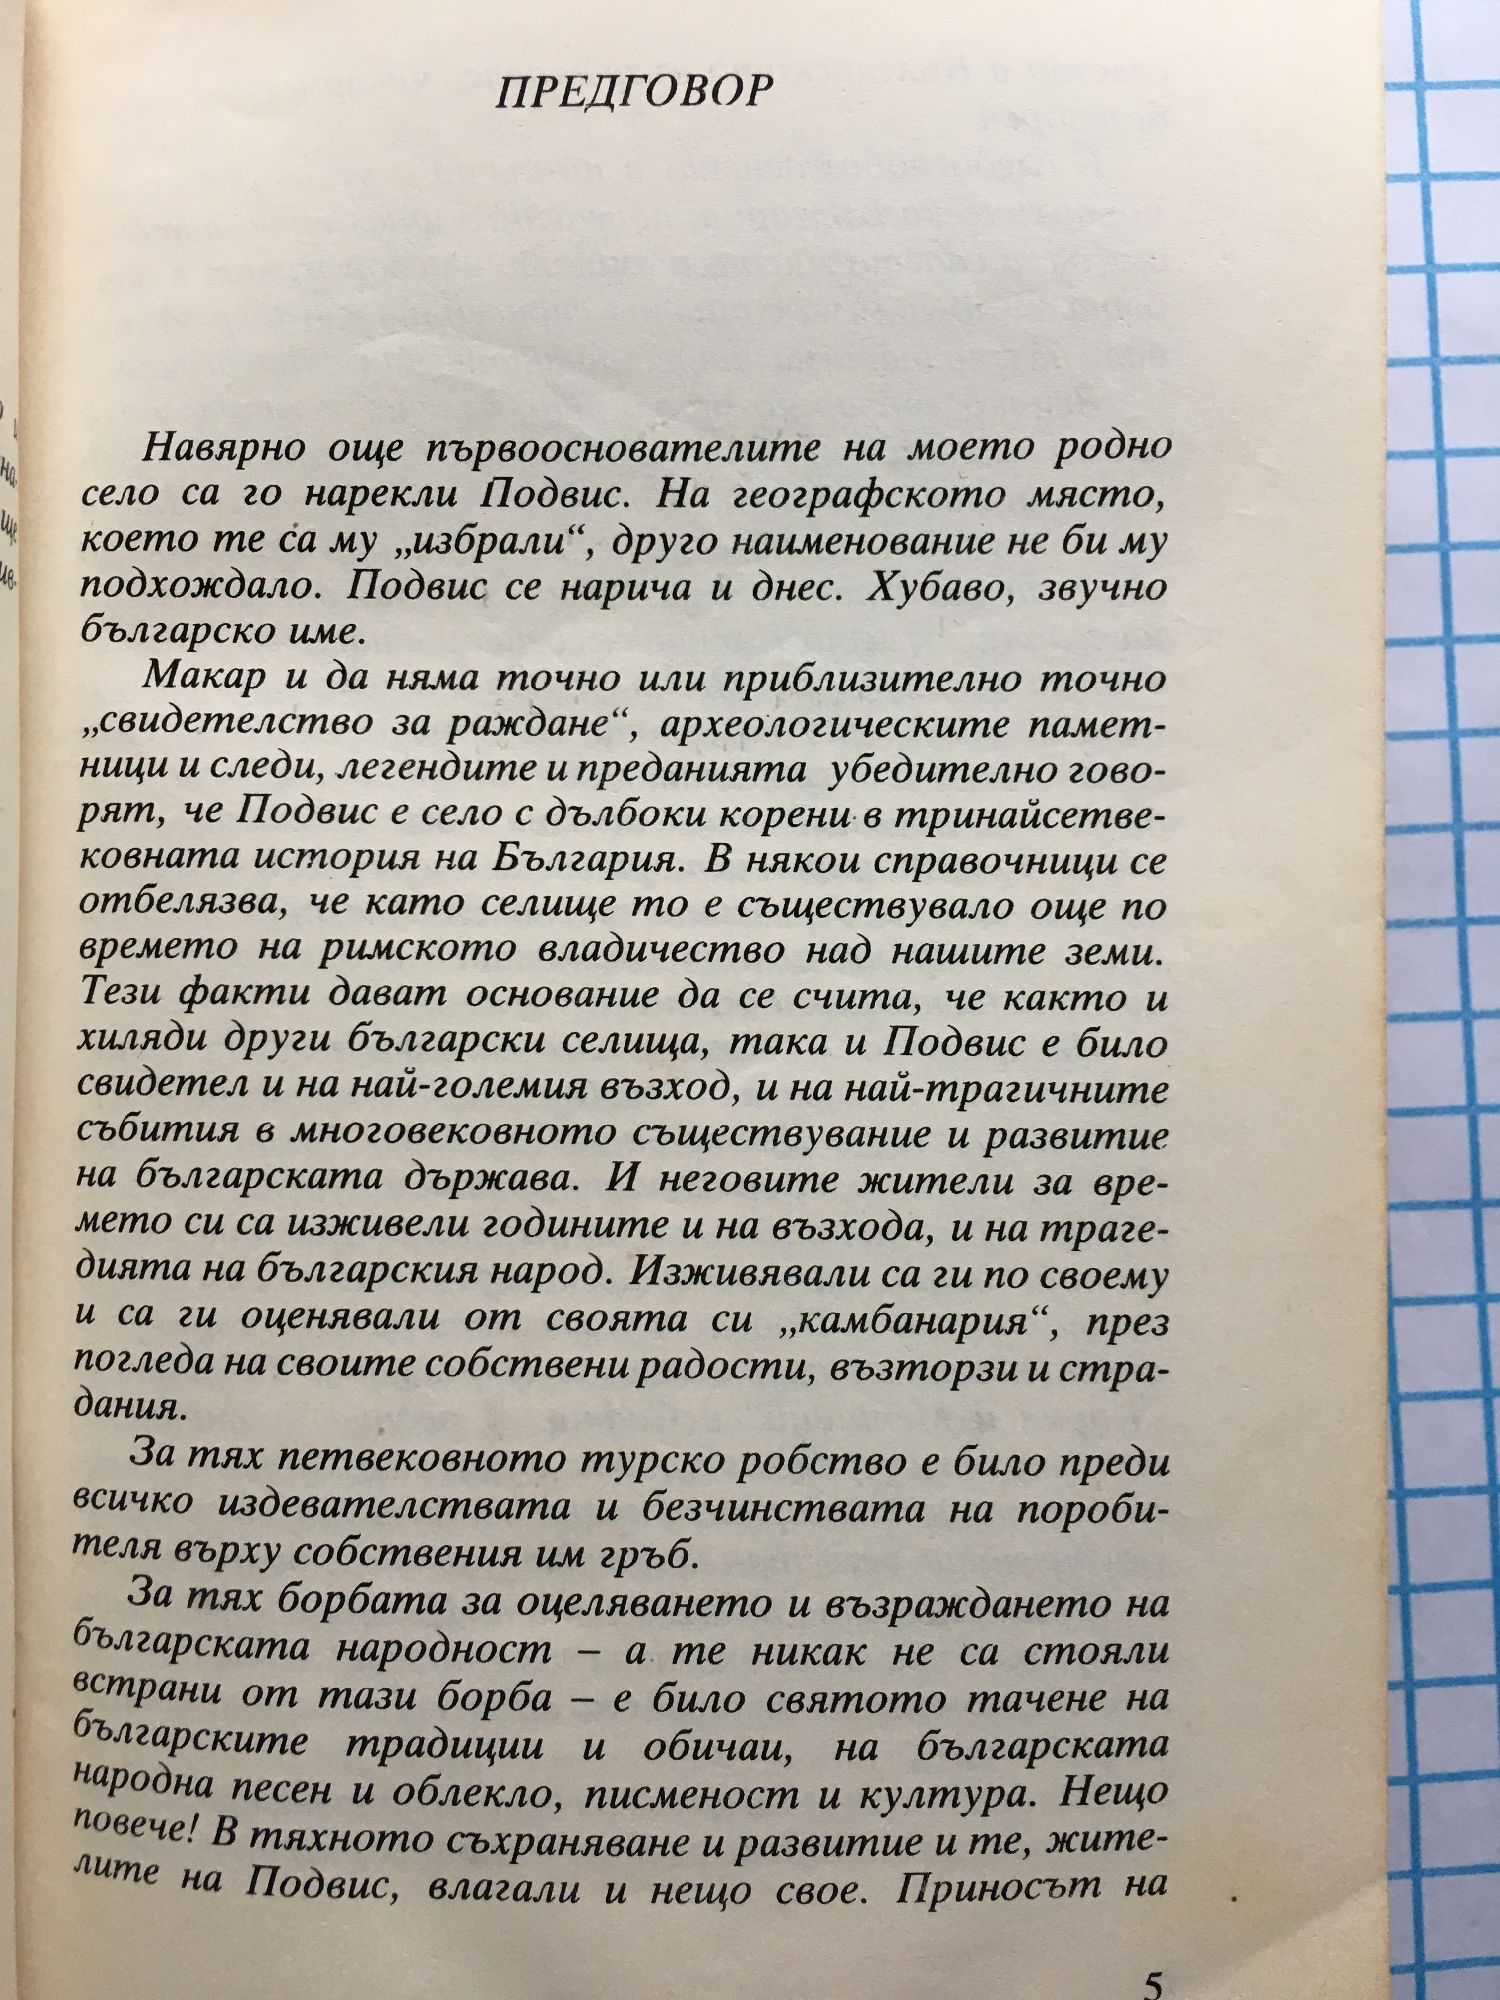 ПРЕДГОВОР
Навярно още първооснователите на моето родно
село са го нарекли Подвис. На географското място,
което те са му „избрали“, друго наименование не би му
подхождало. Подвис се нарича и днес. Хубаво, звучно
българско име.
Макар и да няма точно или приблизително точно
„свидетелство за раждане“, археологическите памет-
ници и следи, легендите и преданията убедително гово-
рят, че Подвис е село с дълбоки корени в тринайсетве-
ковната история на България. В някои справочници се
отбелязва, че като селище то е съществувало още по
времето на римското владичество над нашите земи.
Тези факти дават основание да се счита, че както и
хиляди други български селища, така и Подвис е било
свидетел и на най-големия възход, и на най-трагичните
събития в многовековното съществуване и развитие
на българската държава. И неговите жители за вре-
мето си са изживели годините и на възхода, и на траге-
дията на българския народ. Изживявали са ги по своему
и са ги оценявали от своята си „камбанария“, през
погледа на своите собствени радости, възторзи и стра-
дания.
За тях петвековното турско робство е било преди
всичко издевателствата и безчинствата на пороби-
теля върху собствения им гръб.
За тях борбата за оцеляването и възраждането на
българската народност – а те никак не са стояли
встрани от тази борба – е било святото тачене на
българските традиции и обичаи, на българската
народна песен и облекло, писменост и култура. Нещо
повече! В тяхното съхраняване и развитие и те, жите-
лите на Подвис, влагали и нещо свое. Приносът на
5